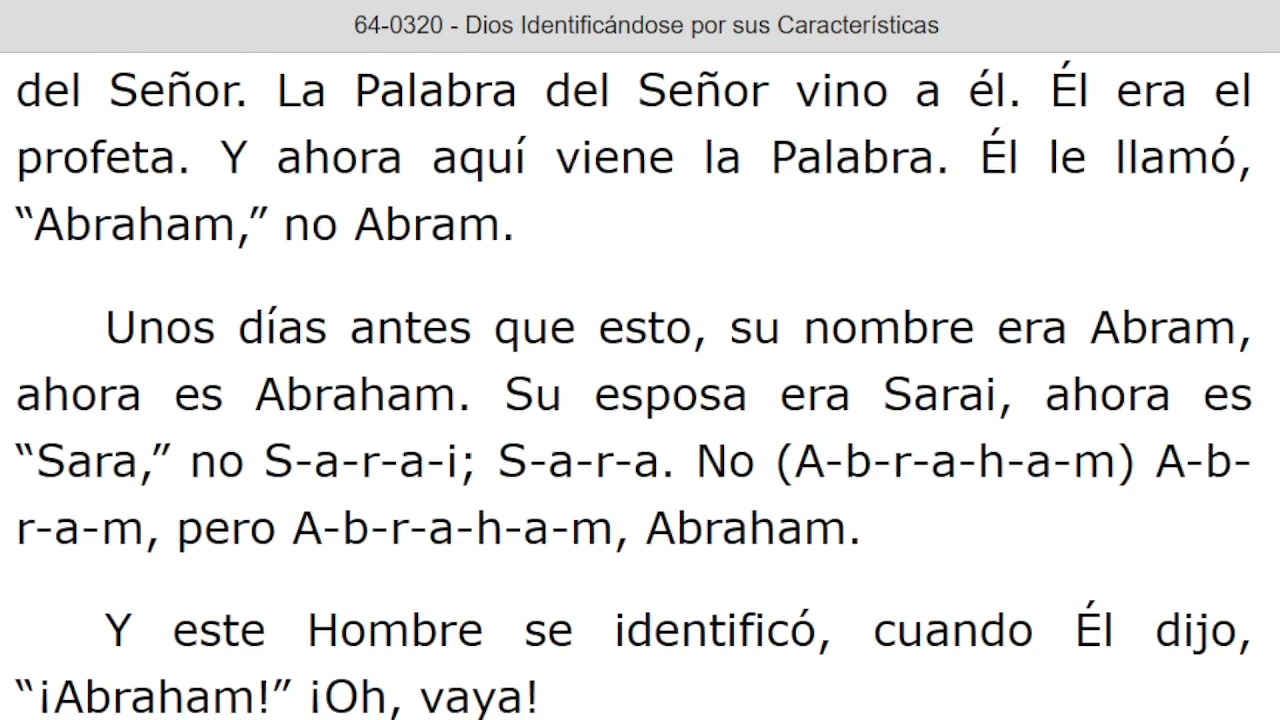 64-0320 - Dios Identificándose por sus Características
del Señor. La Palabra del Señor vino a él. Él era el
profeta. Y ahora aquí viene la Palabra. Él le llamó,
“Abraham,” no Abram.
Unos días antes que esto, su nombre era Abram,
ahora es Abraham. Su esposa era Sarai, ahora es
“Sara,” no S-a-r-a-i; S-a-r-a. No (A-b-r-a-h-a-m) A-b-
r-a-m, pero A-b-r-a-h-a-m, Abraham.
Y este Hombre se identificó, cuando Él dijo,
“¡Abraham!” ¡Oh, vaya!